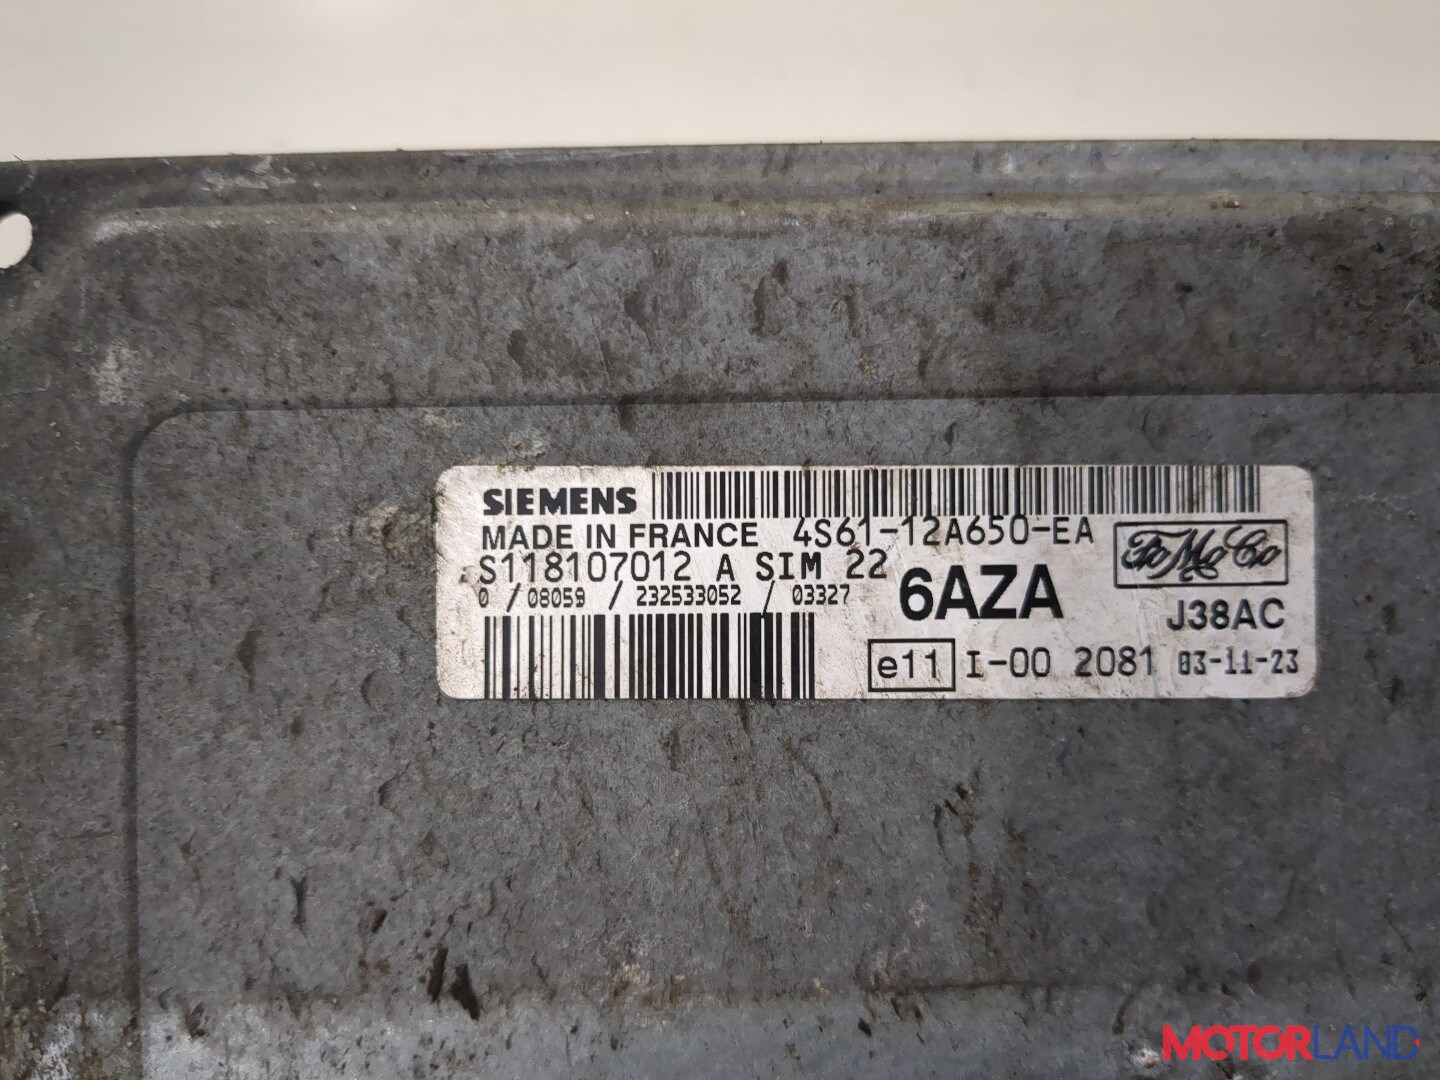 SIEMENS
MADE IN FRANCE 4S61-12A650-EA
S118107012 A SIM 22
FoMoCo
0 / 08059 / 232533052 / 03327
6AZA
J38AC
e11 I-00 2081 03-11-23
MOTORLAND